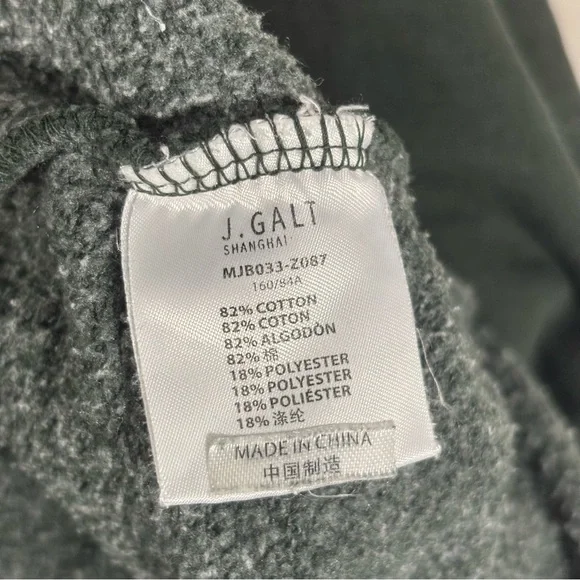 J.GALT
SHANGHAI
MJB033-Z087
160/84A
82% COTTON
82% COTON
82% ALGODÓN
82% 棉
18% POLYESTER
18% POLYESTER
18% POLIÉSTER
18% 涤纶
MADE IN CHINA
中国制造